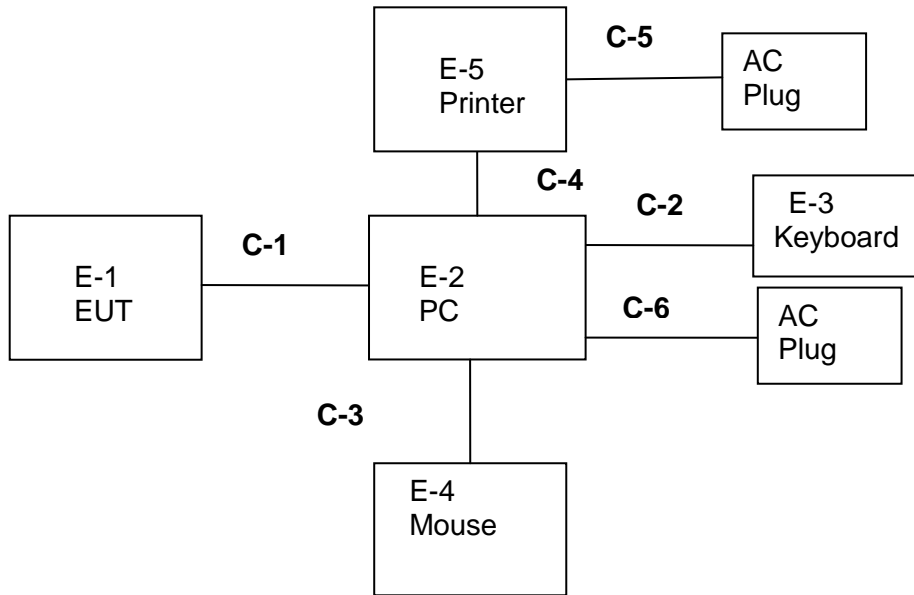 C-5
E-5
Printer
AC
Plug
C-4
C-2
E-3
Keyboard
C-1
E-1
EUT
E-2
PC
C-6
AC
Plug
C-3
E-4
Mouse